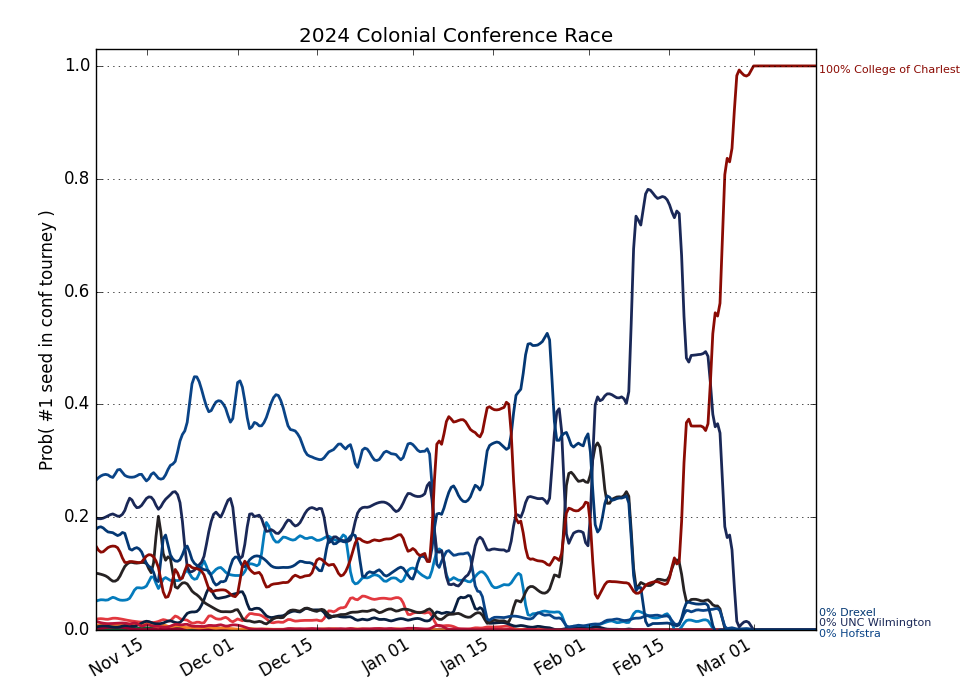 2024 Colonial Conference Race
Prob( #1 seed in conf tourney )
1.0
0.8
0.6
0.4
0.2
0.0
100% College of Charlest
0% Drexel
0% UNC Wilmington
0% Hofstra
Nov 15
Dec 01
Dec 15
Jan 01
Jan 15
Feb 01
Feb 15
Mar 01